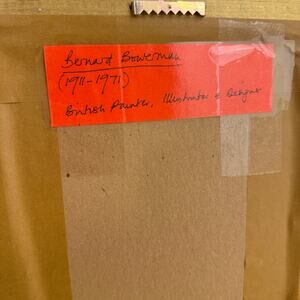 Bernard Bowerman
(1911-1971)
British Painter, Illustrator & Designer